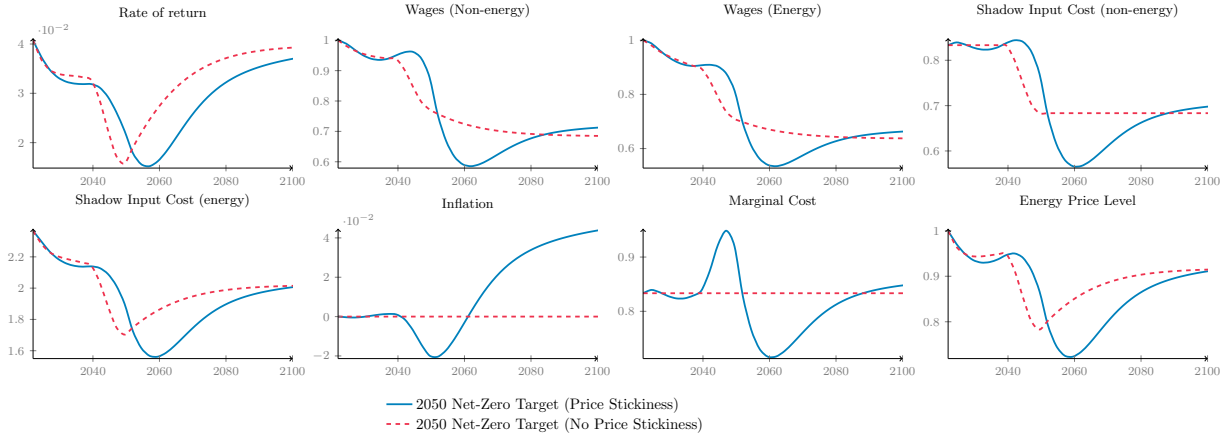 Rate of return
Wages (Non-energy)
Wages (Energy)
Shadow Input Cost (non-energy)
·10⁻²
4
3
2
2040 2060 2080 2100
1
0.9
0.8
0.7
0.6
2040 2060 2080 2100
1
0.8
0.6
2040 2060 2080 2100
0.8
0.7
0.6
2040 2060 2080 2100
Shadow Input Cost (energy)
Inflation
Marginal Cost
Energy Price Level
2.2
2
1.8
1.6
2040 2060 2080 2100
·10⁻²
4
2
0
−2
2040 2060 2080 2100
0.9
0.8
2040 2060 2080 2100
1
0.9
0.8
2040 2060 2080 2100
2050 Net-Zero Target (Price Stickiness)
2050 Net-Zero Target (No Price Stickiness)